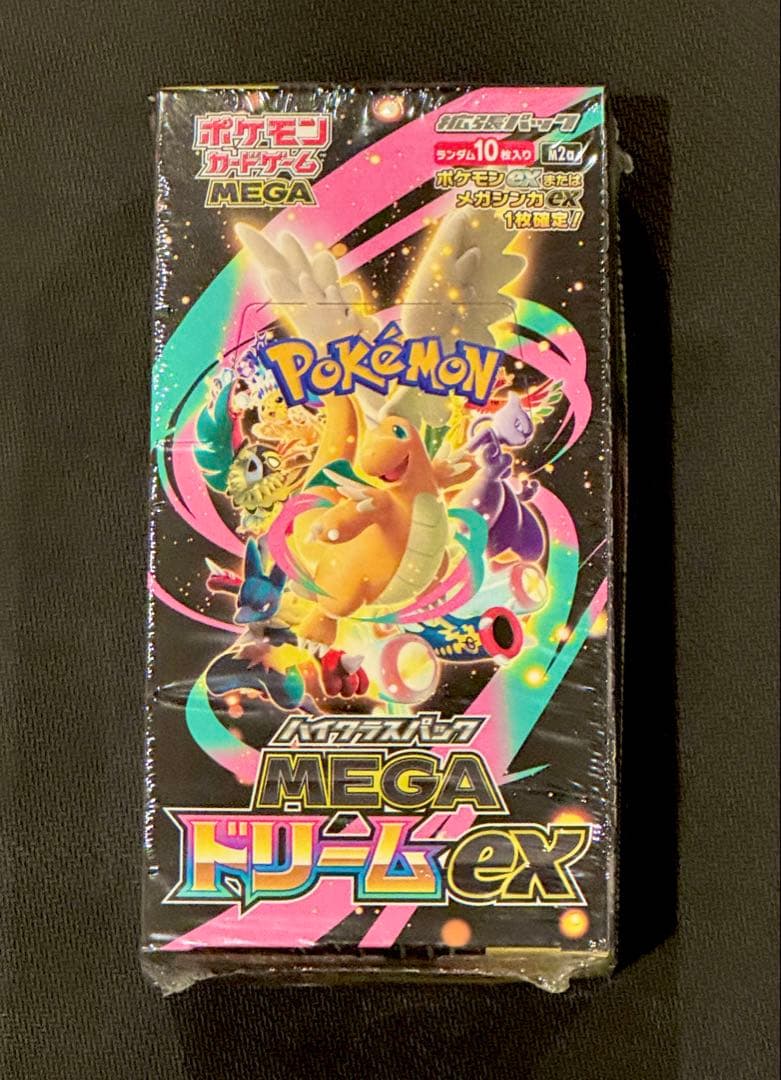 ポケモン
カードゲーム
MEGA
拡張パック
ランダム10枚入り M2a
ポケモンexまたは
メガシンカex
1枚確定!
POKéMON
ハイクラスパック
MEGA
ドリームex